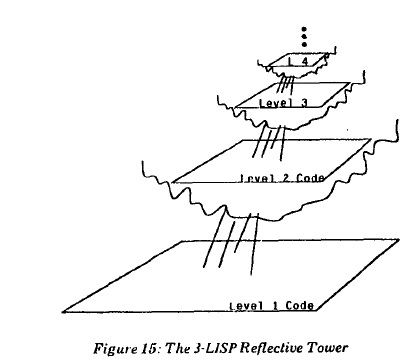 L 4
Level 3
Level 2 Code
Level 1 Code
Figure 15: The 3-LISP Reflective Tower